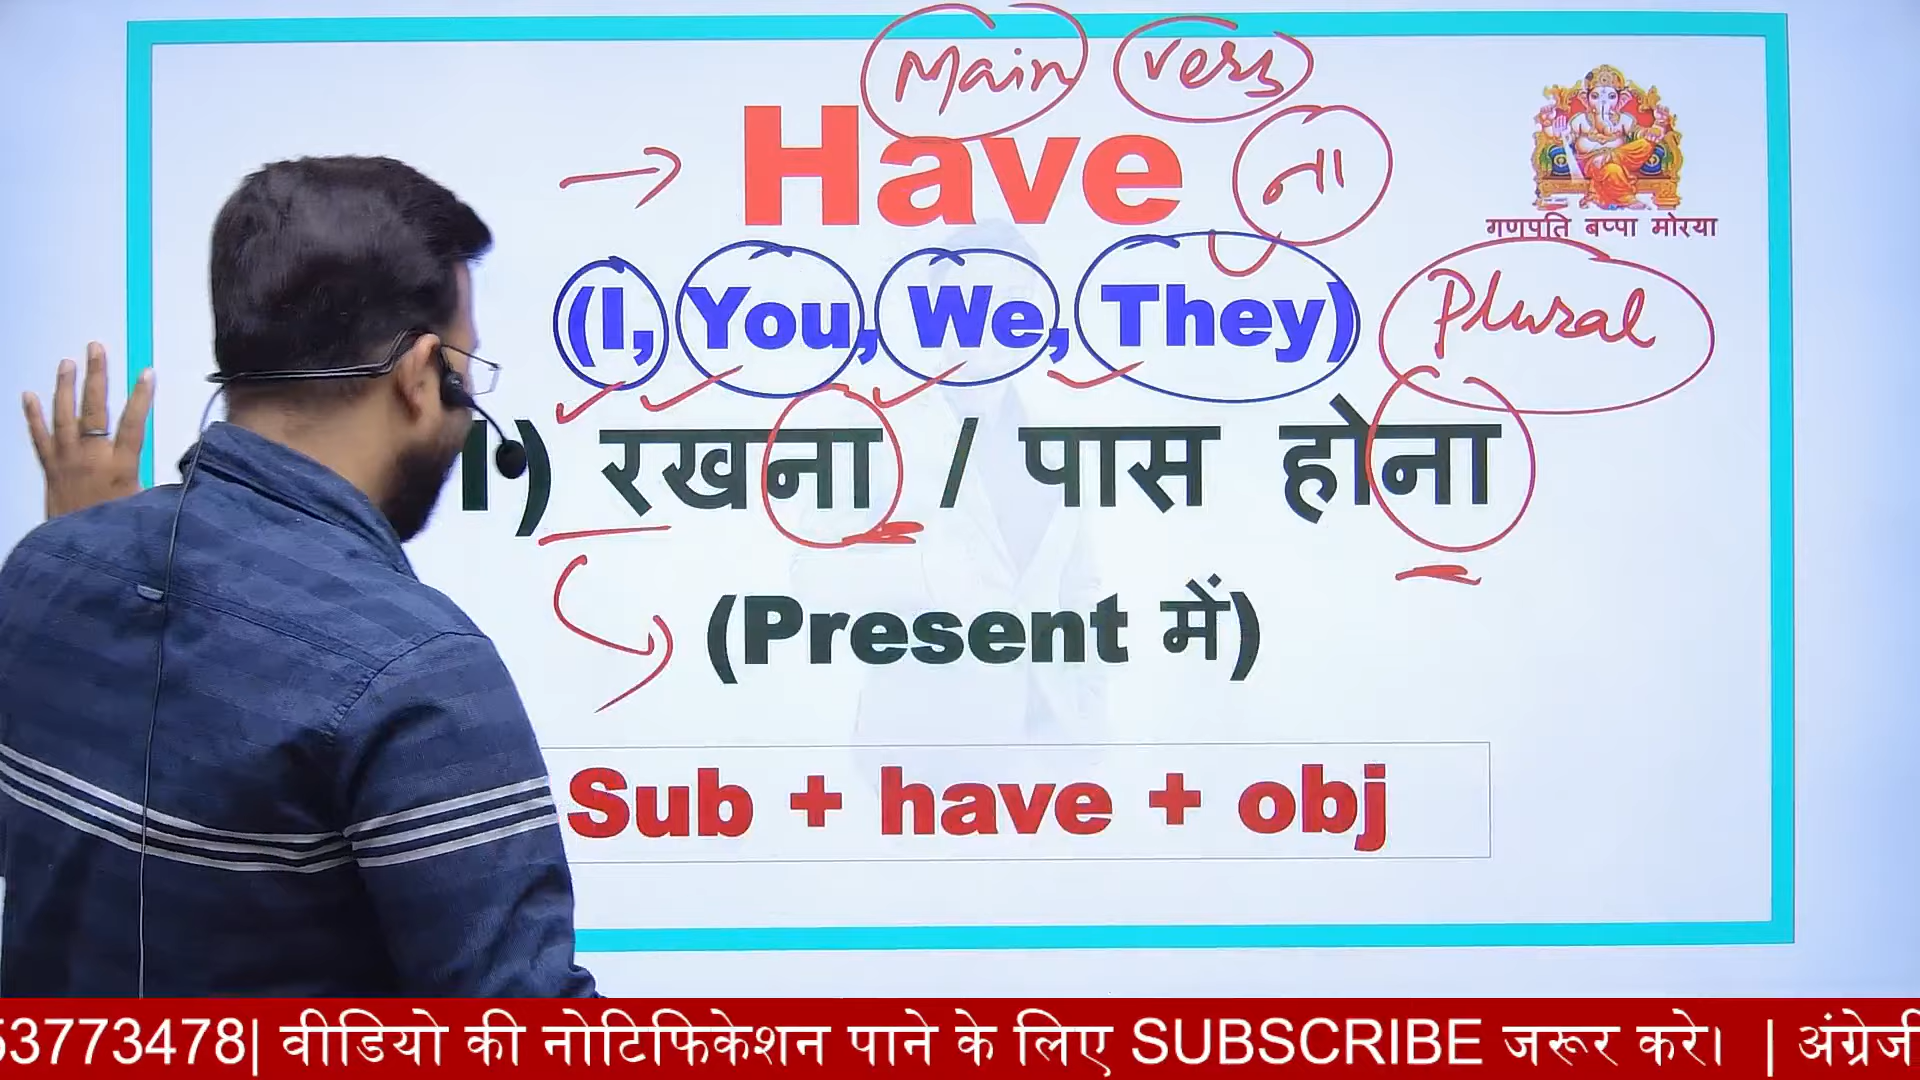 Main verb
Have ना
गणपति बप्पा मोरया
(I, You, We, They) Plural
1) रखना / पास होना
(Present में)
Sub + have + obj
53773478| वीडियो की नोटिफिकेशन पाने के लिए SUBSCRIBE जरूर करे। | अंग्रेजी